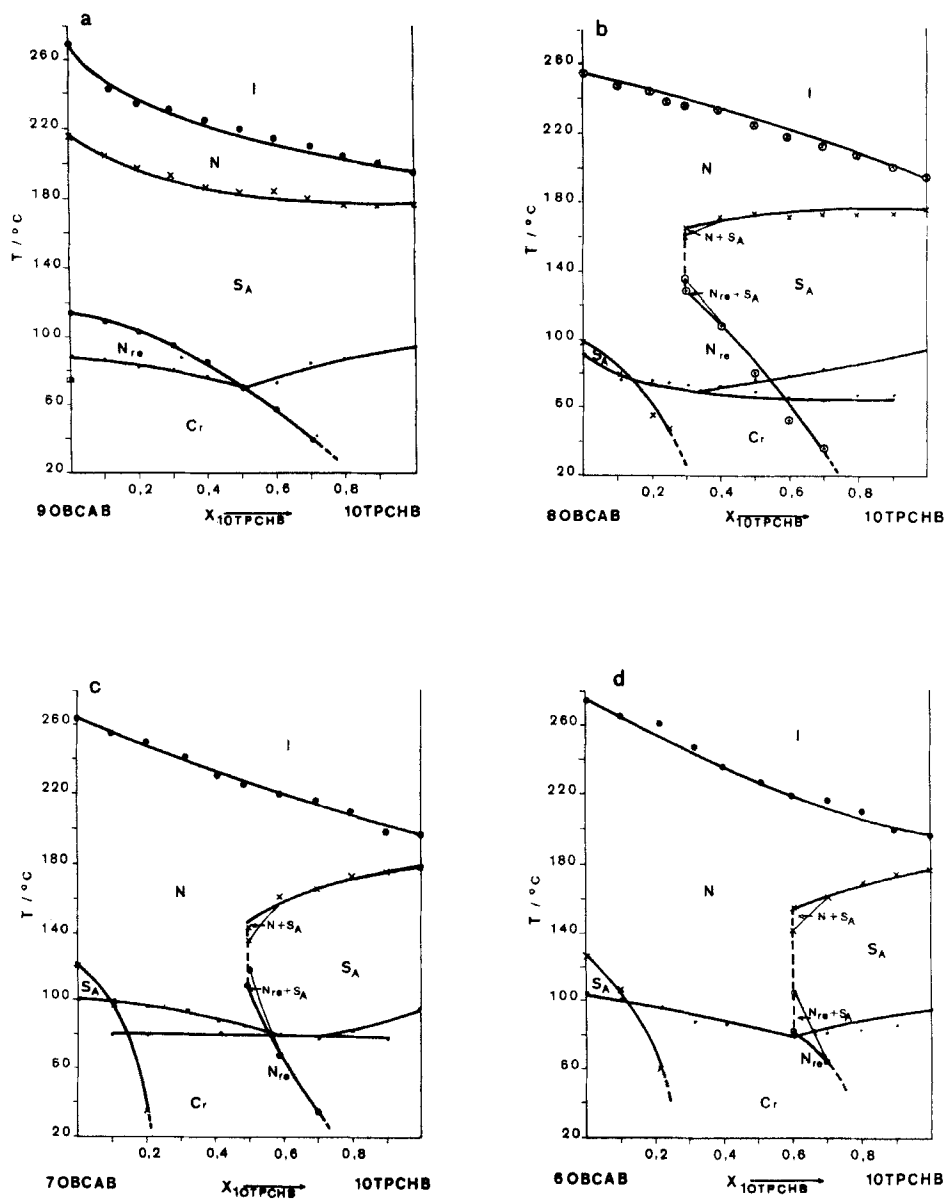 a
260
220
180
140
100
60
20
T / °C
I
N
S_A
N_re
C_r
0,2 0,4 0,6 0,8
9OBCAB X_10TPCHB 10TPCHB
b
260
220
180
140
100
60
20
T / °C
I
N
N + S_A
N_re + S_A
S_A
N_re
S_A
C_r
0,2 0,4 0,6 0,8
8OBCAB X_10TPCHB 10TPCHB
c
260
220
180
140
100
60
20
T / °C
I
N
N + S_A
S_A
N_re + S_A
S_A
N_re
C_r
0,2 0,4 0,6 0,8
7OBCAB X_10TPCHB 10TPCHB
d
260
220
180
140
100
60
20
T / °C
I
N
N + S_A
S_A
S_A
N_re + S_A
N_re
C_r
0,2 0,4 0,6 0,8
6OBCAB X_10TPCHB 10TPCHB